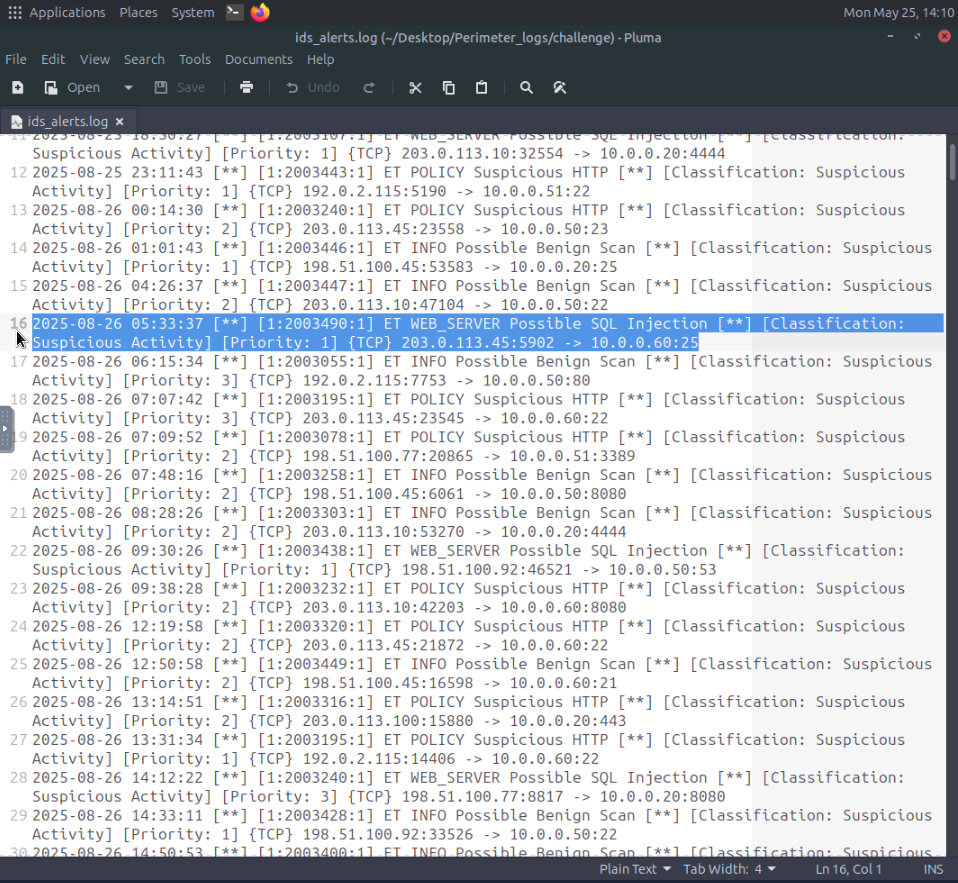 Applications Places System Mon May 25, 14:10
ids_alerts.log (~/Desktop/Perimeter_logs/challenge) - Pluma
File Edit View Search Tools Documents Help
Open Save Undo
ids_alerts.log ×
11 2025-08-25 18:50:27 [**] [1:2003107:1] ET WEB_SERVER Possible SQL Injection [**] [Classification:
Suspicious Activity] [Priority: 1] {TCP} 203.0.113.10:32554 -> 10.0.0.20:4444
12 2025-08-25 23:11:43 [**] [1:2003443:1] ET POLICY Suspicious HTTP [**] [Classification: Suspicious
Activity] [Priority: 1] {TCP} 192.0.2.115:5190 -> 10.0.0.51:22
13 2025-08-26 00:14:30 [**] [1:2003240:1] ET POLICY Suspicious HTTP [**] [Classification: Suspicious
Activity] [Priority: 2] {TCP} 203.0.113.45:23558 -> 10.0.0.50:23
14 2025-08-26 01:01:43 [**] [1:2003446:1] ET INFO Possible Benign Scan [**] [Classification: Suspicious
Activity] [Priority: 1] {TCP} 198.51.100.45:53583 -> 10.0.0.20:25
15 2025-08-26 04:26:37 [**] [1:2003447:1] ET INFO Possible Benign Scan [**] [Classification: Suspicious
Activity] [Priority: 2] {TCP} 203.0.113.10:47104 -> 10.0.0.50:22
16 2025-08-26 05:33:37 [**] [1:2003490:1] ET WEB_SERVER Possible SQL Injection [**] [Classification:
Suspicious Activity] [Priority: 1] {TCP} 203.0.113.45:5902 -> 10.0.0.60:25
17 2025-08-26 06:15:34 [**] [1:2003055:1] ET INFO Possible Benign Scan [**] [Classification: Suspicious
Activity] [Priority: 3] {TCP} 192.0.2.115:7753 -> 10.0.0.50:80
18 2025-08-26 07:07:42 [**] [1:2003195:1] ET POLICY Suspicious HTTP [**] [Classification: Suspicious
Activity] [Priority: 3] {TCP} 203.0.113.45:23545 -> 10.0.0.60:22
19 2025-08-26 07:09:52 [**] [1:2003078:1] ET POLICY Suspicious HTTP [**] [Classification: Suspicious
Activity] [Priority: 2] {TCP} 198.51.100.77:20865 -> 10.0.0.51:3389
20 2025-08-26 07:48:16 [**] [1:2003258:1] ET INFO Possible Benign Scan [**] [Classification: Suspicious
Activity] [Priority: 2] {TCP} 198.51.100.45:6061 -> 10.0.0.50:8080
21 2025-08-26 08:28:26 [**] [1:2003303:1] ET INFO Possible Benign Scan [**] [Classification: Suspicious
Activity] [Priority: 2] {TCP} 203.0.113.10:53270 -> 10.0.0.20:4444
22 2025-08-26 09:30:26 [**] [1:2003438:1] ET WEB_SERVER Possible SQL Injection [**] [Classification:
Suspicious Activity] [Priority: 1] {TCP} 198.51.100.92:46521 -> 10.0.0.50:53
23 2025-08-26 09:38:28 [**] [1:2003232:1] ET POLICY Suspicious HTTP [**] [Classification: Suspicious
Activity] [Priority: 2] {TCP} 203.0.113.10:42203 -> 10.0.0.60:8080
24 2025-08-26 12:19:58 [**] [1:2003320:1] ET POLICY Suspicious HTTP [**] [Classification: Suspicious
Activity] [Priority: 2] {TCP} 203.0.113.45:21872 -> 10.0.0.60:22
25 2025-08-26 12:50:58 [**] [1:2003449:1] ET INFO Possible Benign Scan [**] [Classification: Suspicious
Activity] [Priority: 2] {TCP} 198.51.100.45:16598 -> 10.0.0.60:21
26 2025-08-26 13:14:51 [**] [1:2003316:1] ET POLICY Suspicious HTTP [**] [Classification: Suspicious
Activity] [Priority: 2] {TCP} 203.0.113.100:15880 -> 10.0.0.20:443
27 2025-08-26 13:31:34 [**] [1:2003195:1] ET POLICY Suspicious HTTP [**] [Classification: Suspicious
Activity] [Priority: 1] {TCP} 192.0.2.115:14406 -> 10.0.0.60:22
28 2025-08-26 14:12:22 [**] [1:2003240:1] ET WEB_SERVER Possible SQL Injection [**] [Classification:
Suspicious Activity] [Priority: 3] {TCP} 198.51.100.77:8817 -> 10.0.0.20:8080
29 2025-08-26 14:33:11 [**] [1:2003428:1] ET INFO Possible Benign Scan [**] [Classification: Suspicious
Activity] [Priority: 1] {TCP} 198.51.100.92:33526 -> 10.0.0.50:22
30 2025-08-26 14:50:53 [**] [1:2003400:1] ET INFO Possible Benign Scan [**] [Classification: Suspicious
Plain Text Tab Width: 4 Ln 16, Col 1 INS